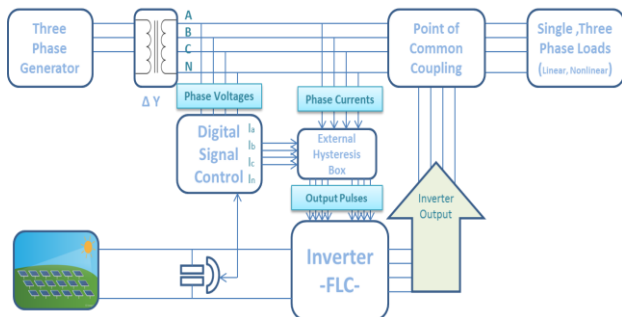 Three
Phase
Generator
Δ Y
A
B
C
N
Point of
Common
Coupling
Single ,Three
Phase Loads
(Linear, Nonlinear)
Phase Voltages
Phase Currents
Digital
Signal
Control
Ia
Ib
Ic
In
External
Hysteresis
Box
Output Pulses
Inverter
Output
Inverter
-FLC-